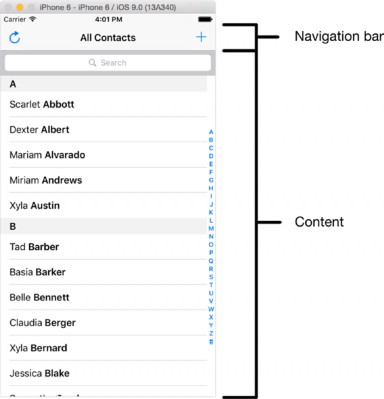 iPhone 6 - iPhone 6 / iOS 9.0 (13A340)
Carrier 4:01 PM
All Contacts +
Navigation bar
Search
A
Scarlet Abbott
Dexter Albert
Mariam Alvarado
Miriam Andrews
Xyla Austin
B
Tad Barber
Basia Barker
Belle Bennett
Claudia Berger
Xyla Bernard
Jessica Blake
A
B
C
D
E
F
G
H
I
J
K
L
M
N
O
P
Q
R
S
T
U
V
W
X
Y
Z
#
Content